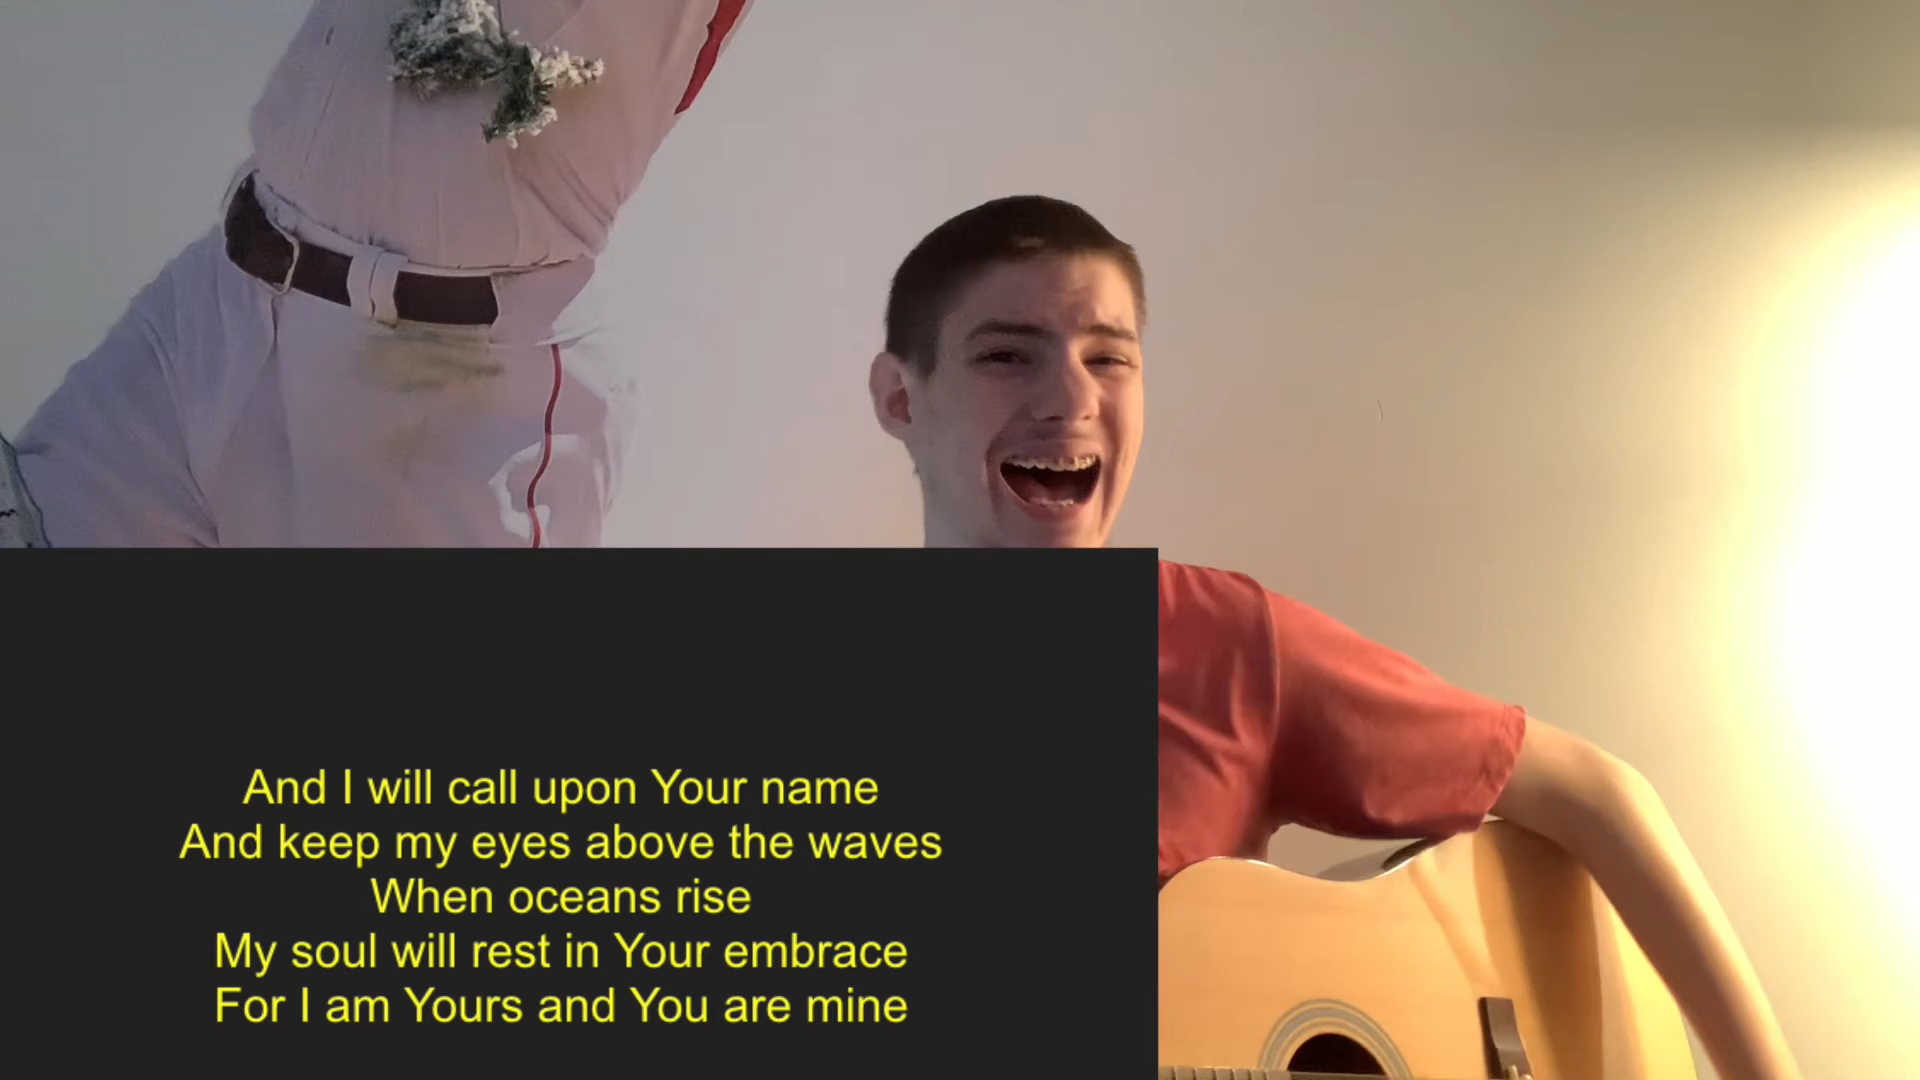 And I will call upon Your name
And keep my eyes above the waves
When oceans rise
My soul will rest in Your embrace
For I am Yours and You are mine